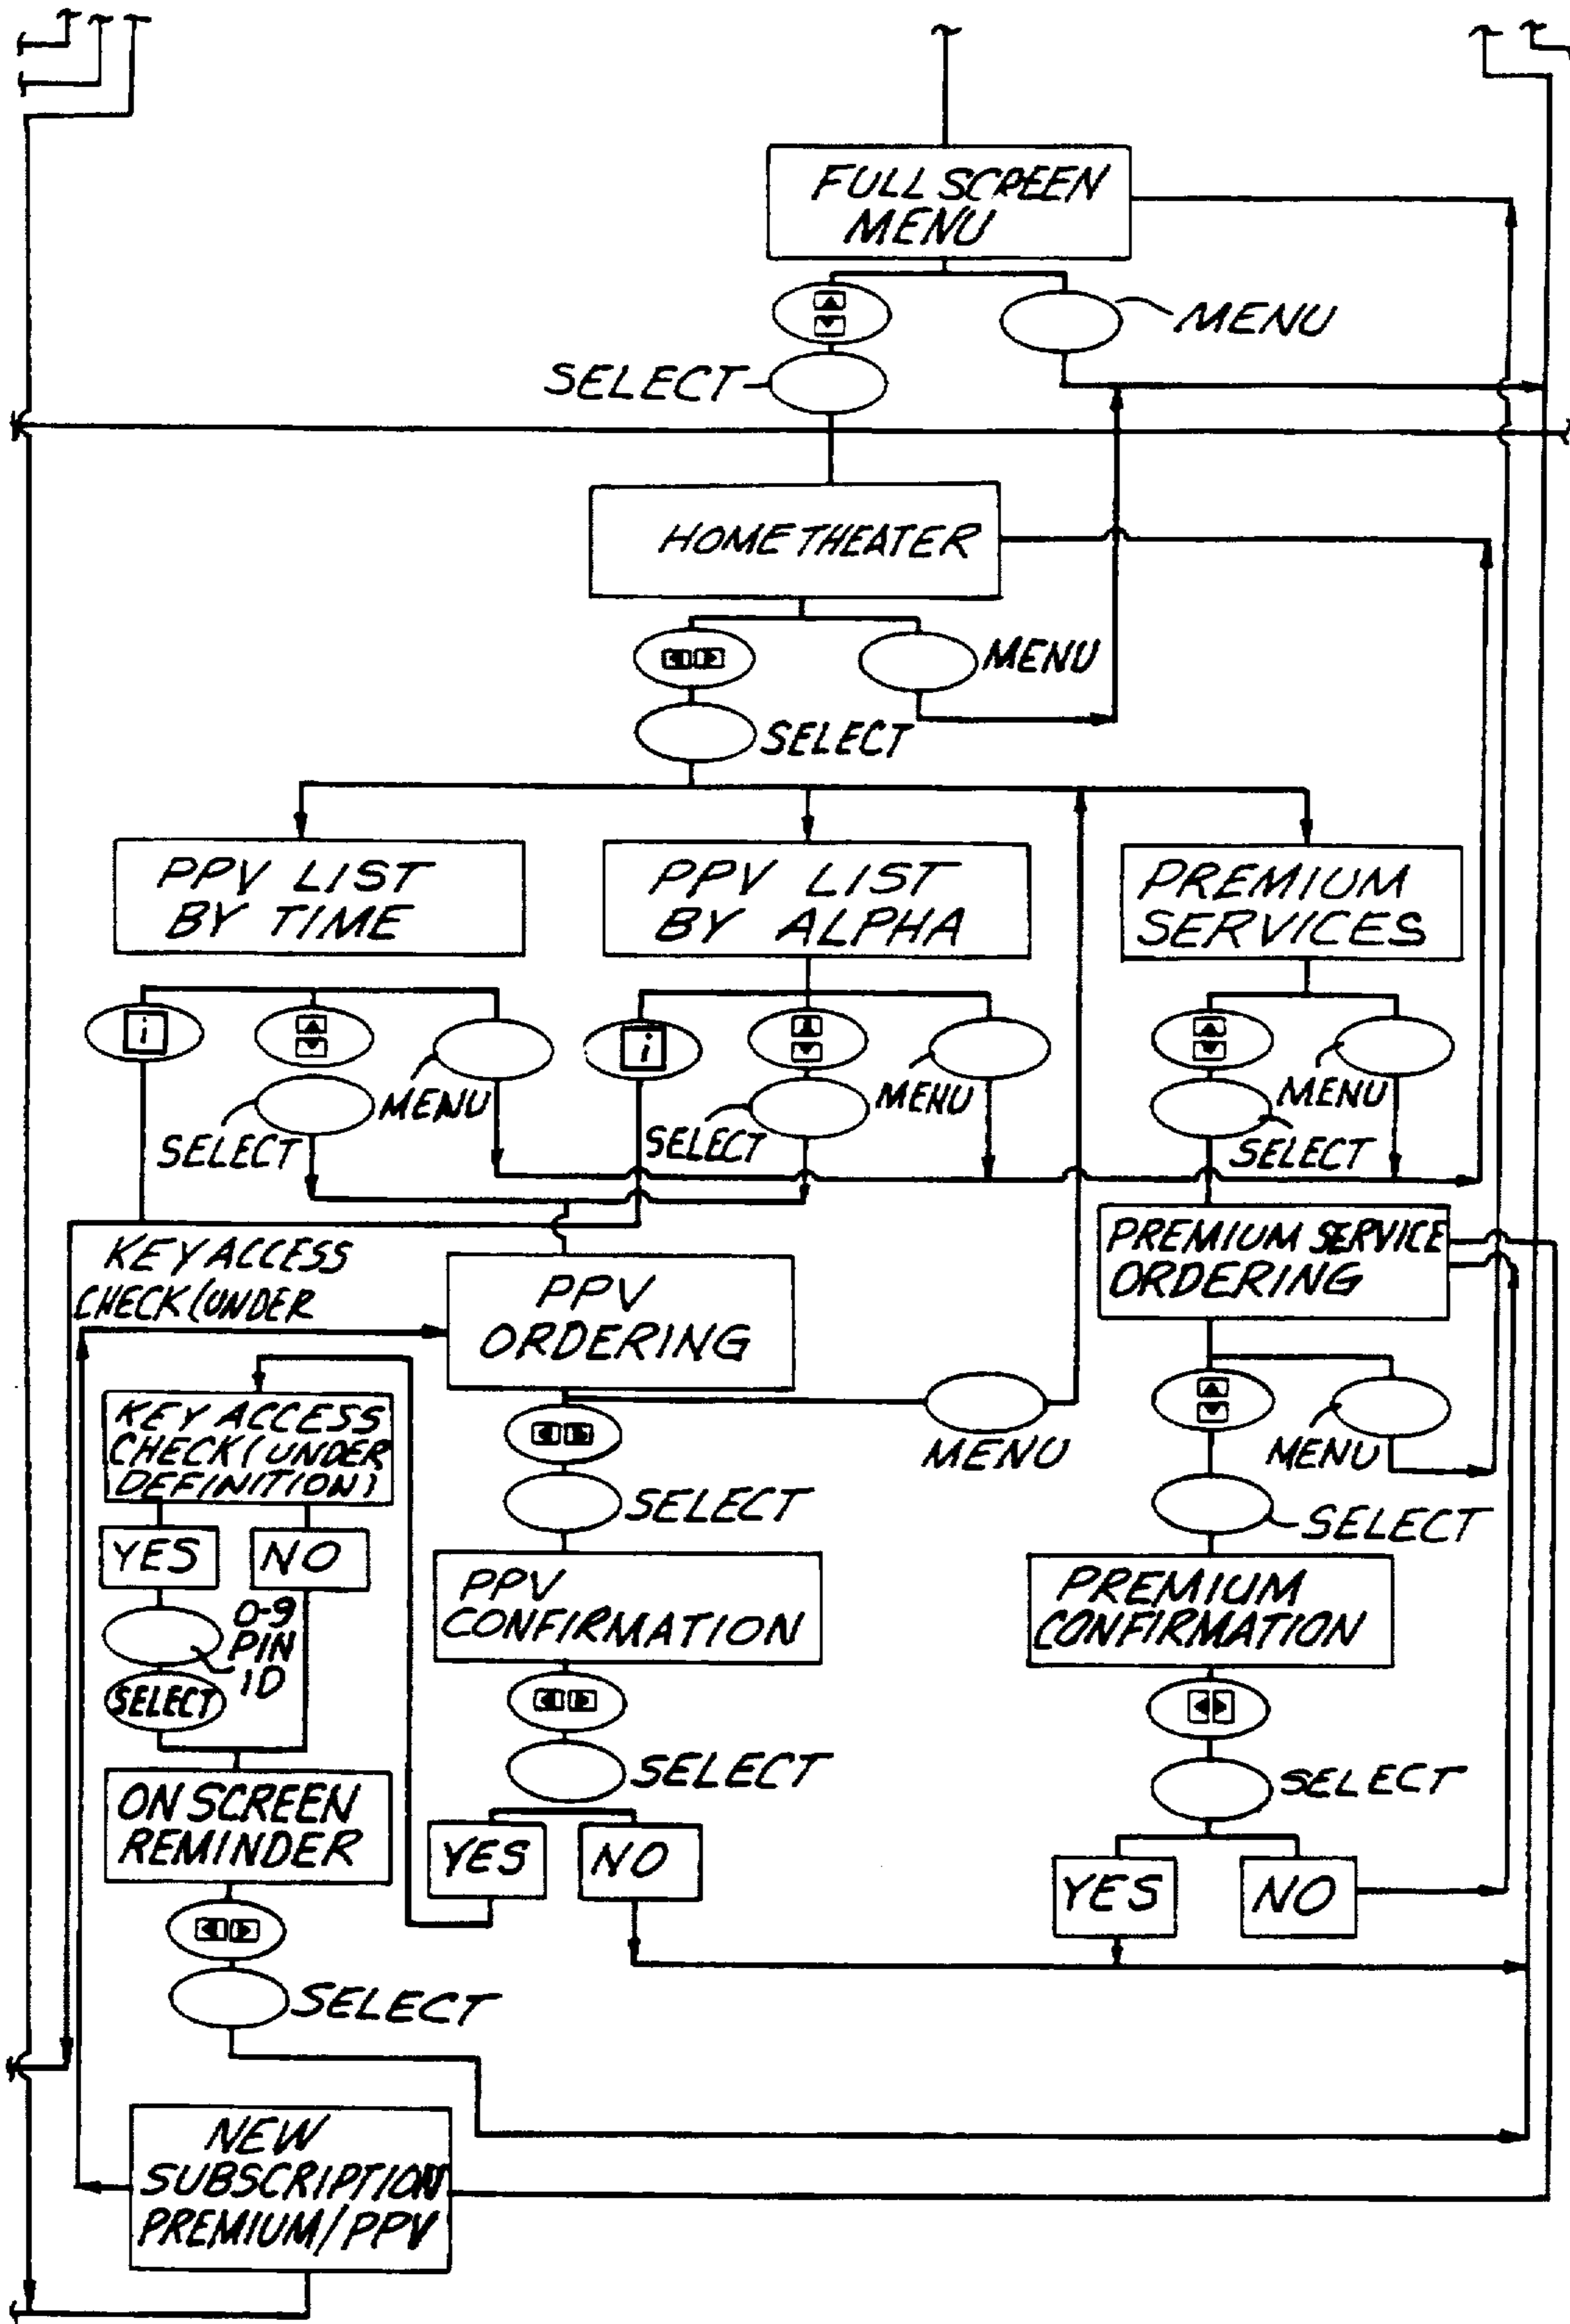 FULL SCREEN
MENU
MENU
SELECT
HOME THEATER
MENU
SELECT
PPV LIST
BY TIME
PPV LIST
BY ALPHA
PREMIUM
SERVICES
i
i
MENU
SELECT
MENU
SELECT
MENU
SELECT
KEY ACCESS
CHECK (UNDER
PPV
ORDERING
PREMIUM SERVICE
ORDERING
KEY ACCESS
CHECK (UNDER
DEFINITION)
MENU
MENU
SELECT
SELECT
YES
NO
0-9
PIN
ID
SELECT
PPV
CONFIRMATION
PREMIUM
CONFIRMATION
SELECT
SELECT
ON SCREEN
REMINDER
YES
NO
YES
NO
SELECT
NEW
SUBSCRIPTION
PREMIUM/PPV